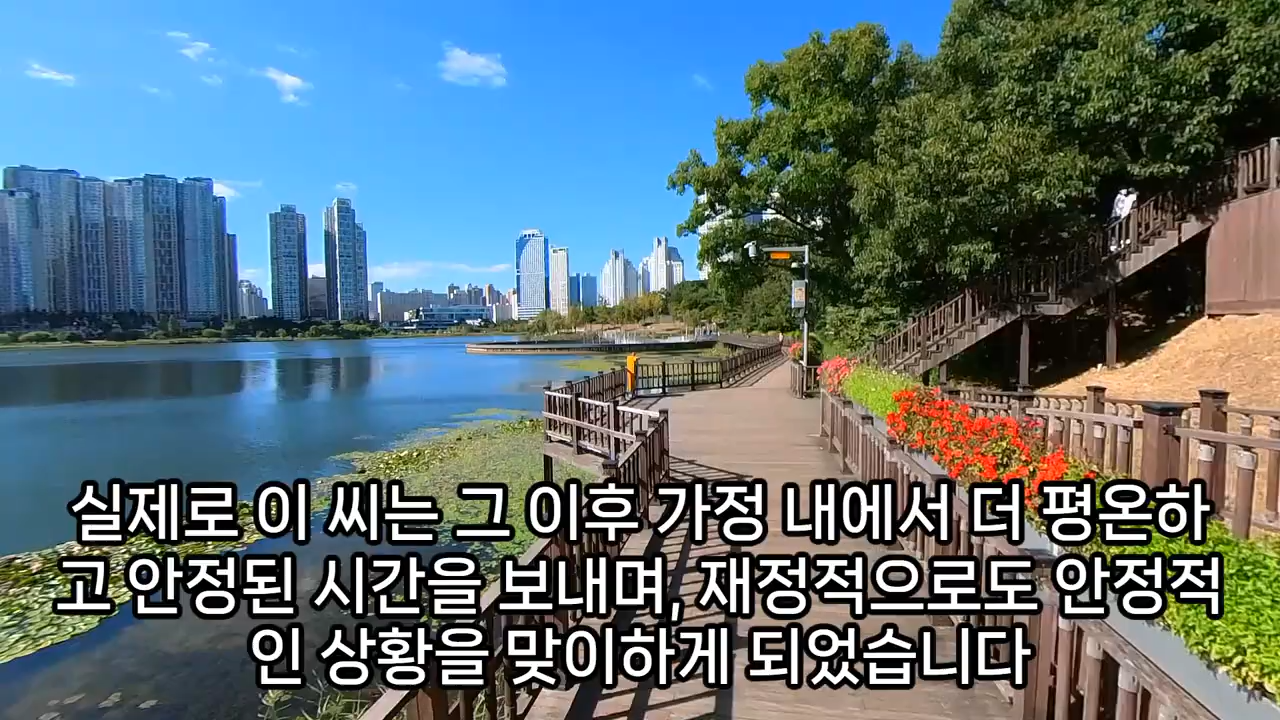 실제로 이 씨는 그 이후 가정 내에서 더 평온하
고 안정된 시간을 보내며, 재정적으로도 안정적
인 상황을 맞이하게 되었습니다